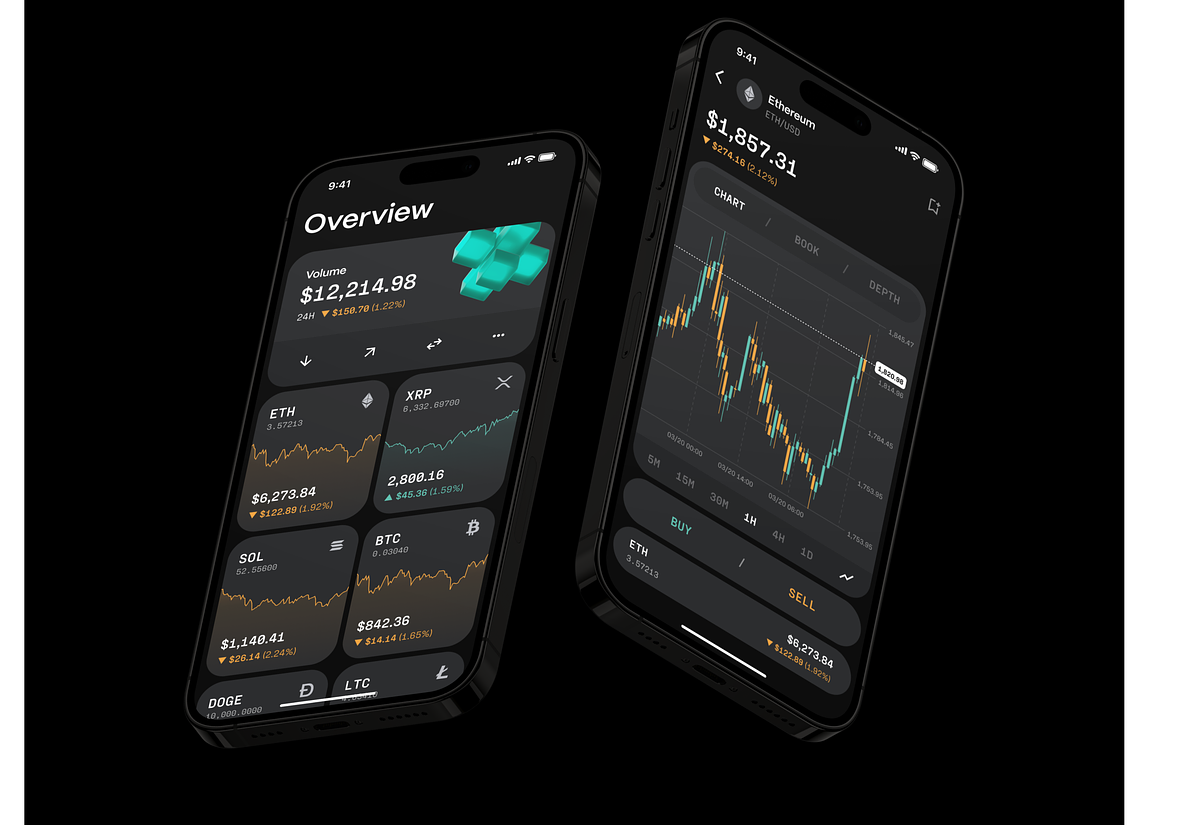 9:41
Overview
Volume
$12,214.98
24H ▼ $150.70 (1.22%)
ETH
3.57213
$6,273.84
▼ $122.89 (1.92%)
XRP
6,332.69700
2,800.16
▲ $45.36 (1.59%)
SOL
52.55600
$1,140.41
▼ $26.14 (2.24%)
BTC
0.03040
$842.36
▼ $14.14 (1.65%)
DOGE
10,000.0000
LTC
9:41
Ethereum
ETH/USD
$1,857.31
▼ $274.16 (2.12%)
CHART / BOOK / DEPTH
1,845.47
1,820.98
1,814.96
1,784.45
1,753.95
1,753.95
03/20 00:00
03/20 14:00
03/20 06:00
5M 15M 30M 1H 4H 1D
BUY / SELL
ETH
3.57213
$6,273.84
▼ $122.89 (1.92%)